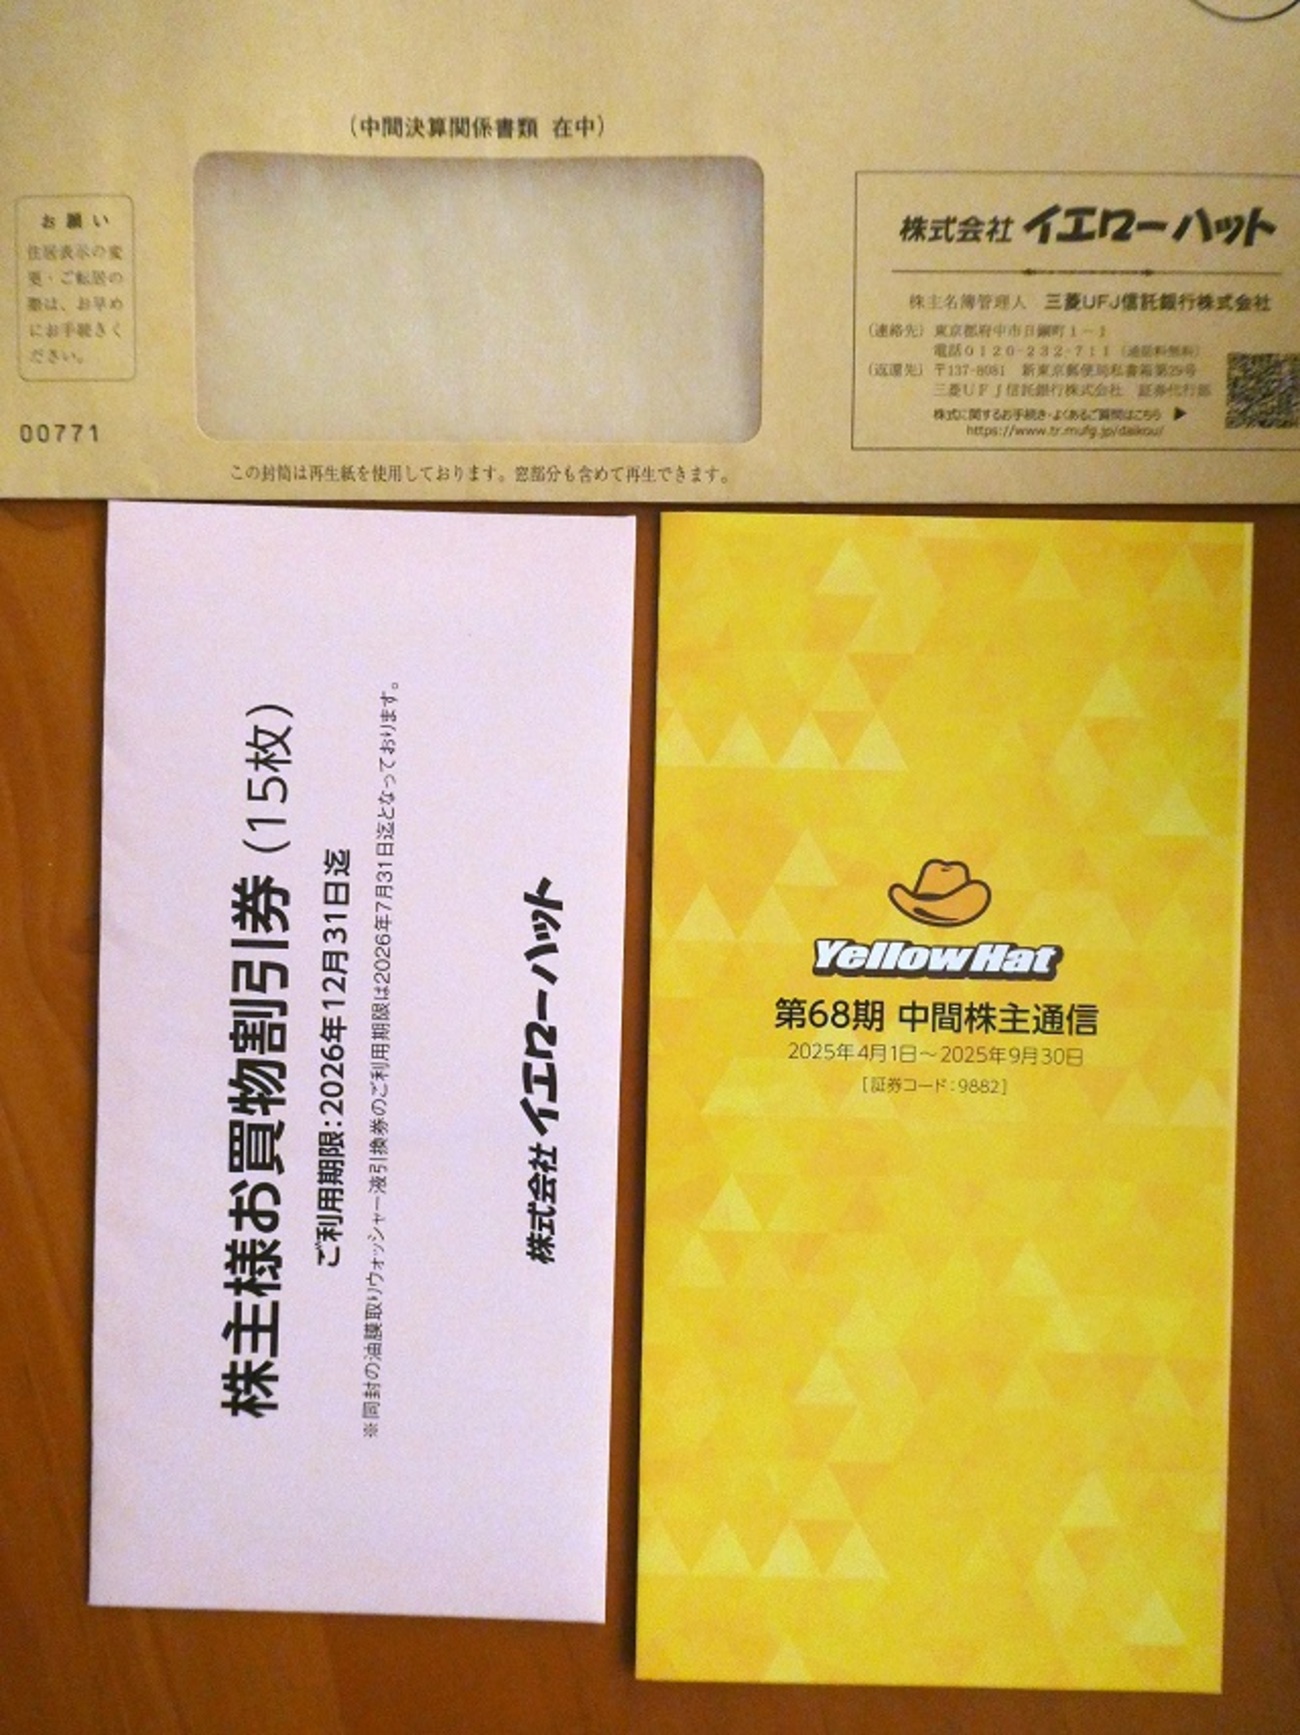 (中間決算関係書類 在中)
お願い
住居表示の変
更・ご転居の
際は、お早め
にお手続きく
ださい。
00771
この封筒は再生紙を使用しております。窓部分も含めて再生できます。
株式会社 イエローハット
株主名簿管理人 三菱UFJ信託銀行株式会社
(連絡先) 東京都府中市日鋼町1-1
電話0120-232-711 (通話料無料)
(返還先) 〒137-8081 新東京郵便局私書箱第29号
三菱UFJ信託銀行株式会社 証券代行部
株式に関するお手続き・よくあるご質問はこちら ▶
https://www.tr.mufg.jp/daikou/
株主様お買物割引券(15枚)
ご利用期限:2026年12月31日迄
※同封の油膜取りウォッシャー液引換券のご利用期限は2026年7月31日迄となっております。
株式会社 イエローハット
YellowHat
第68期 中間株主通信
2025年4月1日~2025年9月30日
[証券コード:9882]